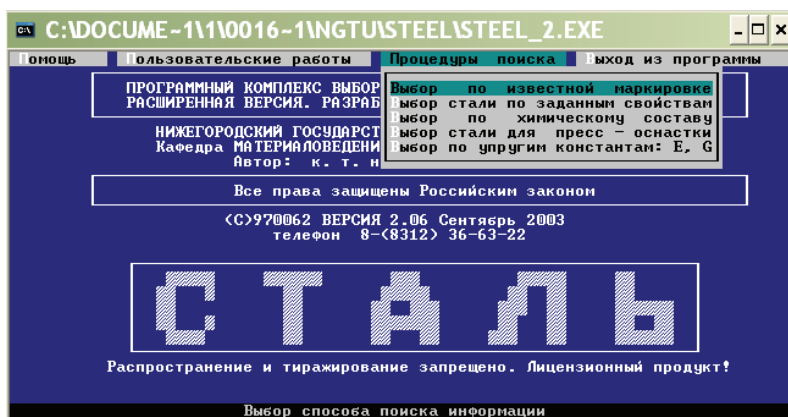 C:\DOCUME~1\1\0016~1\NGTU\STEEL\STEEL_2.EXE
Помощь Пользовательские работы Процедуры поиска Выход из программы
ПРОГРАММНЫЙ КОМПЛЕКС ВЫБОР
РАСШИРЕННАЯ ВЕРСИЯ. РАЗРАБ
НИЖЕГОРОДСКИЙ ГОСУДАРСТ
Кафедра МАТЕРИАЛОВЕДЕНИ
Автор: к. т. н
Выбор по известной маркировке
Выбор стали по заданным свойствам
Выбор по химическому составу
Выбор стали для пресс - оснастки
Выбор по упругим константам: E, G
Все права защищены Российским законом
(C)970062 ВЕРСИЯ 2.06 Сентябрь 2003
телефон 8-(8312) 36-63-22
СТАЛЬ
Распространение и тиражирование запрещено. Лицензионный продукт!
Выбор способа поиска информации